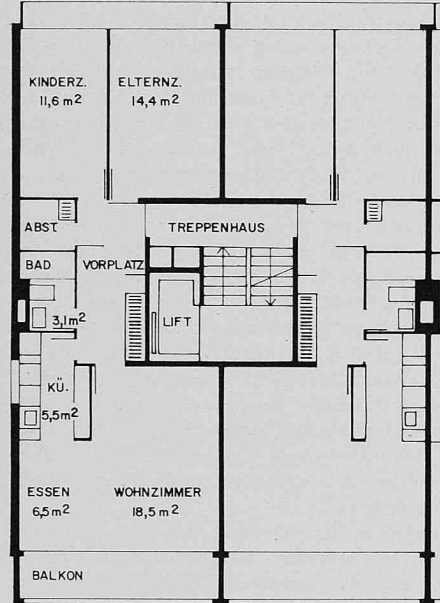 KINDERZ.
11,6 m²
ELTERNZ.
14,4 m²
ABST.
TREPPENHAUS
BAD
VORPLATZ
3,1 m²
LIFT
KÜ.
5,5 m²
ESSEN
6,5 m²
WOHNZIMMER
18,5 m²
BALKON